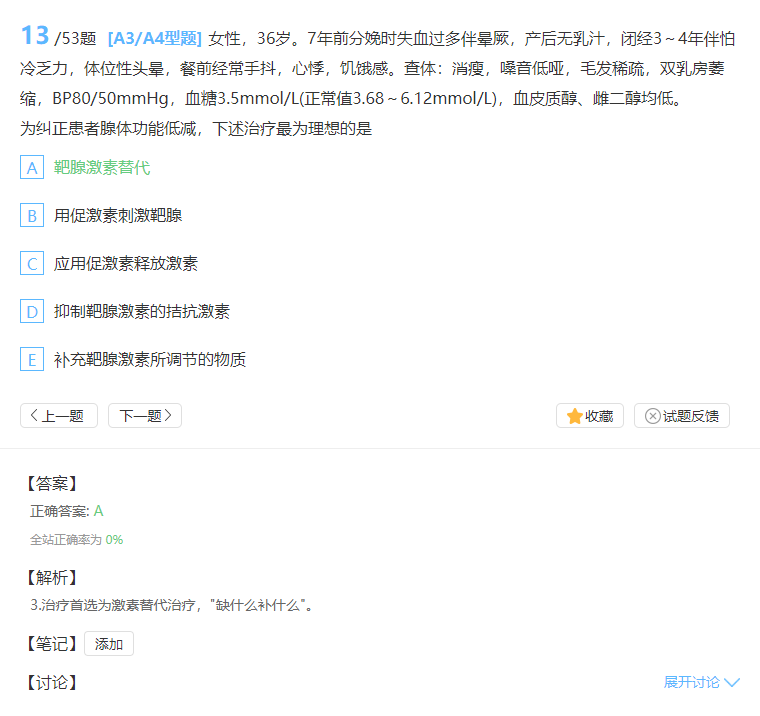 13 /53题 [A3/A4型题] 女性，36岁。7年前分娩时失血过多伴晕厥，产后无乳汁，闭经3～4年伴怕
冷乏力，体位性头晕，餐前经常手抖，心悸，饥饿感。查体：消瘦，嗓音低哑，毛发稀疏，双乳房萎
缩，BP80/50mmHg，血糖3.5mmol/L(正常值3.68～6.12mmol/L)，血皮质醇、雌二醇均低。
为纠正患者腺体功能低减，下述治疗最为理想的是
A 靶腺激素替代
B 用促激素刺激靶腺
C 应用促激素释放激素
D 抑制靶腺激素的拮抗激素
E 补充靶腺激素所调节的物质
上一题 下一题 收藏 试题反馈
【答案】
正确答案: A
全站正确率为 0%
【解析】
3.治疗首选为激素替代治疗，"缺什么补什么"。
【笔记】 添加
【讨论】 展开讨论